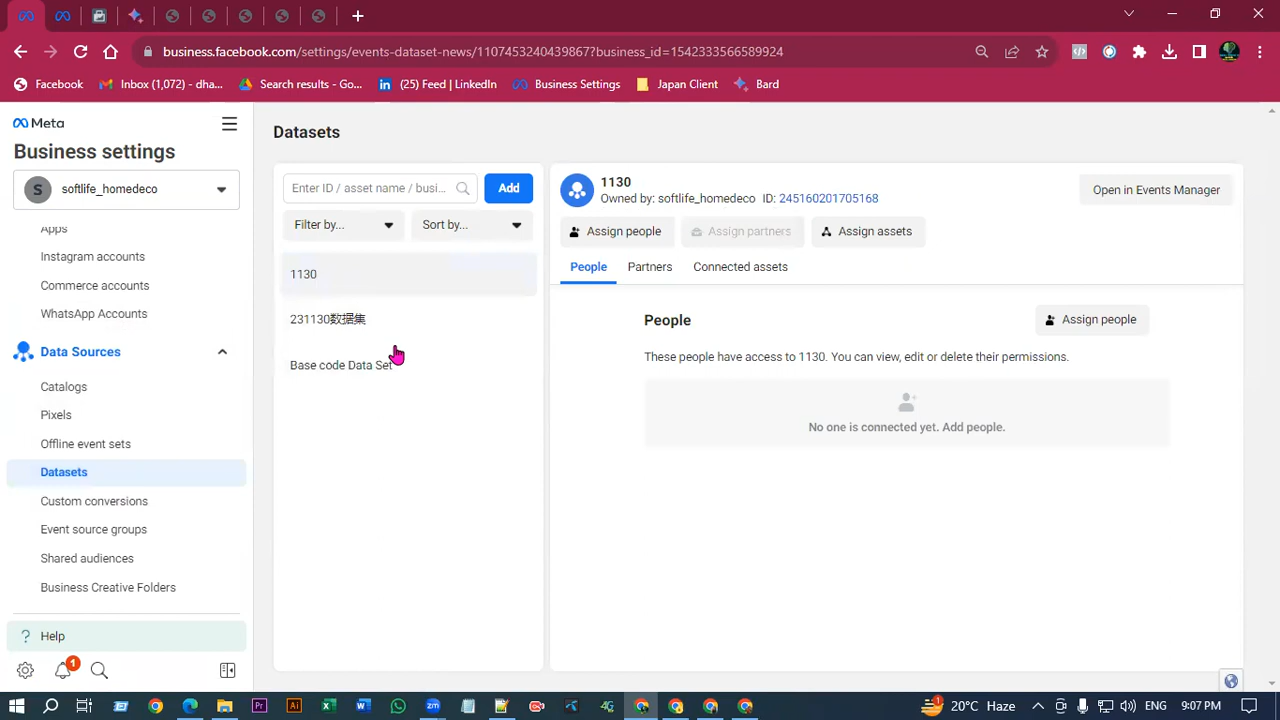 business.facebook.com/settings/events-dataset-news/1107453240439867?business_id=1542333566589924
Facebook
Inbox (1,072) - dha...
Search results - Go...
(25) Feed | LinkedIn
Business Settings
Japan Client
Bard
Meta
Business settings
S
softlife_homedeco
Apps
Instagram accounts
Commerce accounts
WhatsApp Accounts
Data Sources
Catalogs
Pixels
Offline event sets
Datasets
Custom conversions
Event source groups
Shared audiences
Business Creative Folders
? Help
1
Datasets
Enter ID / asset name / busi...
Add
Filter by...
Sort by...
1130
231130数据集
Base code Data Set
1130
Owned by: softlife_homedeco ID: 245160201705168
Open in Events Manager
Assign people
Assign partners
Assign assets
People
Partners
Connected assets
People
Assign people
These people have access to 1130. You can view, edit or delete their permissions.
No one is connected yet. Add people.
1
20°C Haze
ENG
9:07 PM